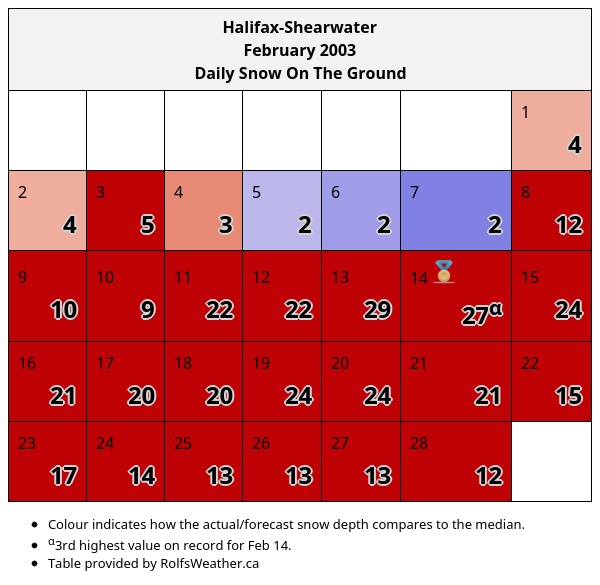 Halifax-Shearwater
February 2003
Daily Snow On The Ground
1
4
2 3 4 5 6 7 8
4 5 3 2 2 2 12
9 10 11 12 13 14 15
10 9 22 22 29 27α 24
16 17 18 19 20 21 22
21 20 20 24 24 21 15
23 24 25 26 27 28
17 14 13 13 13 12
Colour indicates how the actual/forecast snow depth compares to the median.
α3rd highest value on record for Feb 14.
Table provided by RolfsWeather.ca